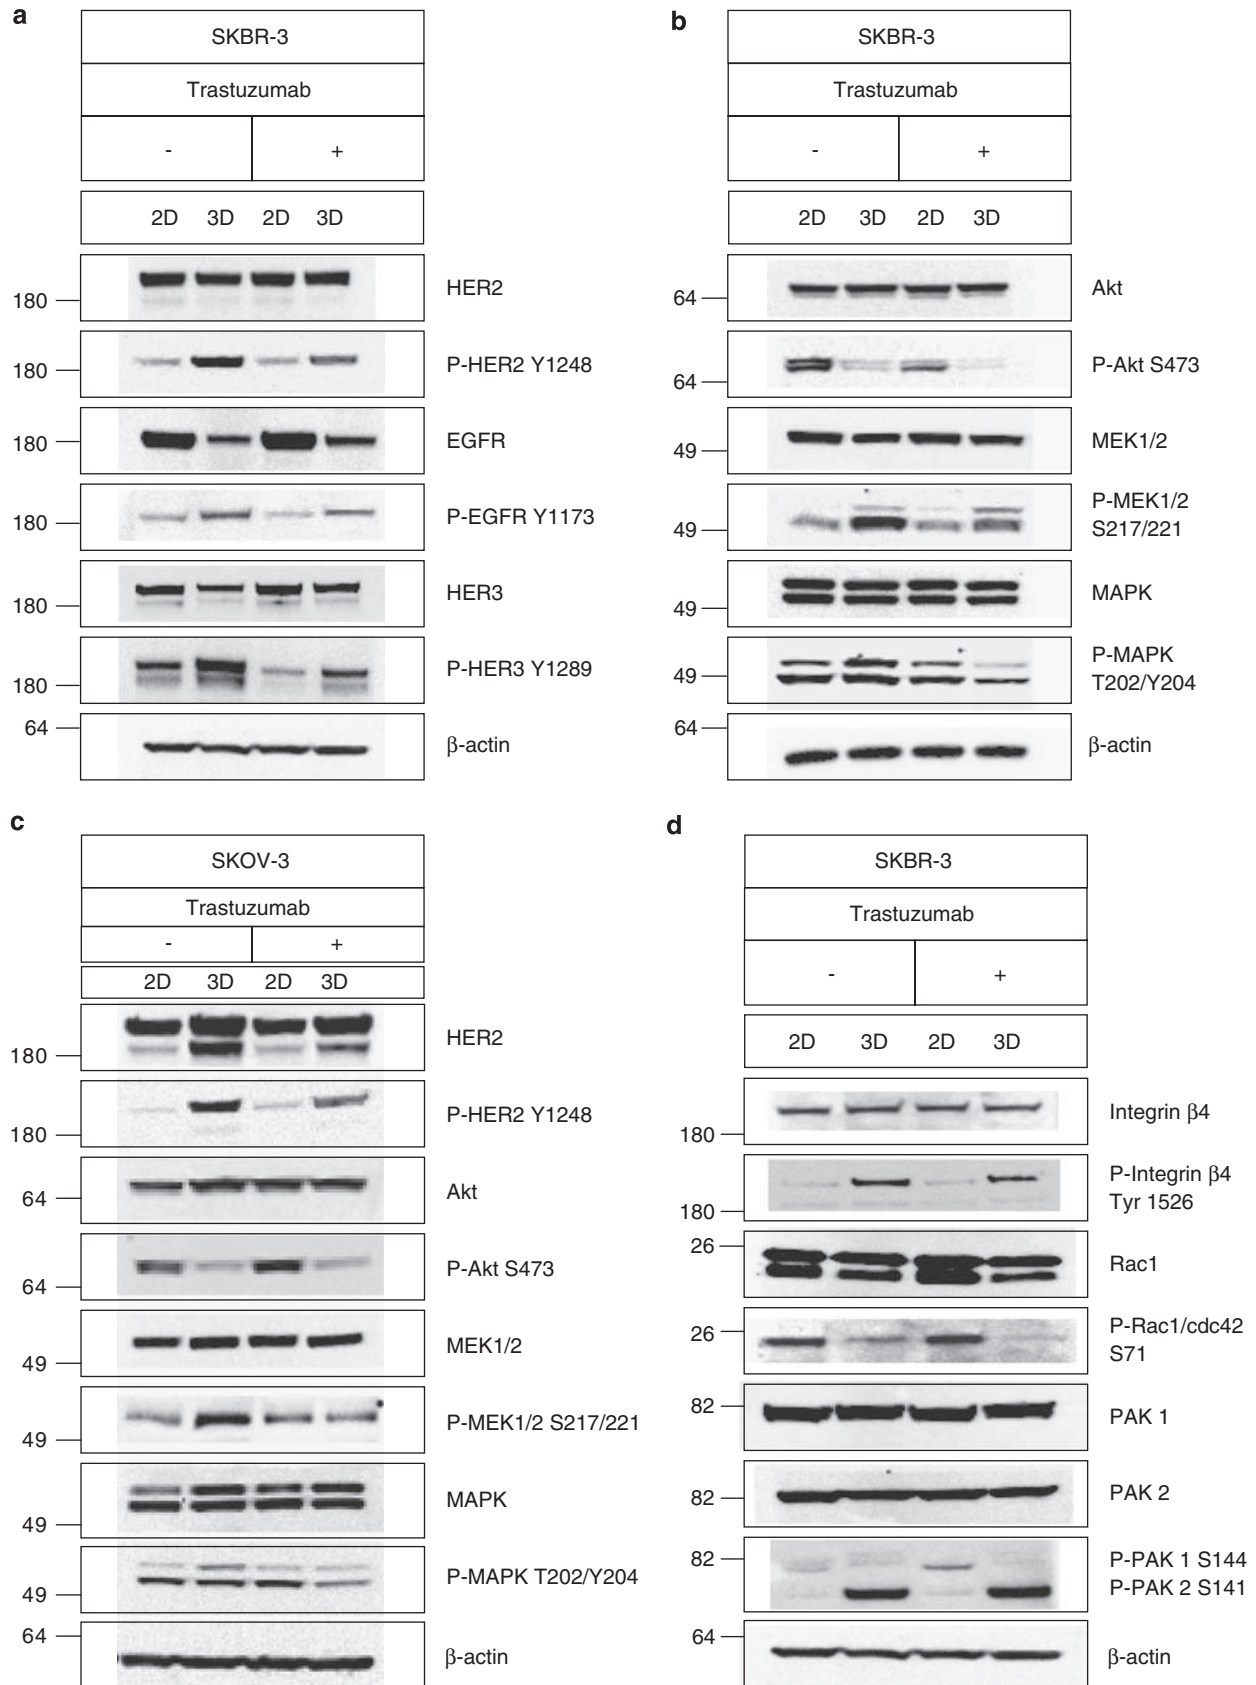 a
SKBR-3
Trastuzumab
- +
2D 3D 2D 3D
180 HER2
180 P-HER2 Y1248
180 EGFR
180 P-EGFR Y1173
180 HER3
180 P-HER3 Y1289
64 β-actin
b
SKBR-3
Trastuzumab
- +
2D 3D 2D 3D
64 Akt
64 P-Akt S473
49 MEK1/2
49 P-MEK1/2
S217/221
49 MAPK
49 P-MAPK
T202/Y204
64 β-actin
c
SKOV-3
Trastuzumab
- +
2D 3D 2D 3D
180 HER2
180 P-HER2 Y1248
64 Akt
64 P-Akt S473
49 MEK1/2
49 P-MEK1/2 S217/221
49 MAPK
49 P-MAPK T202/Y204
64 β-actin
d
SKBR-3
Trastuzumab
- +
2D 3D 2D 3D
180 Integrin β4
180 P-Integrin β4
Tyr 1526
26 Rac1
26 P-Rac1/cdc42
S71
82 PAK 1
82 PAK 2
82 P-PAK 1 S144
P-PAK 2 S141
64 β-actin